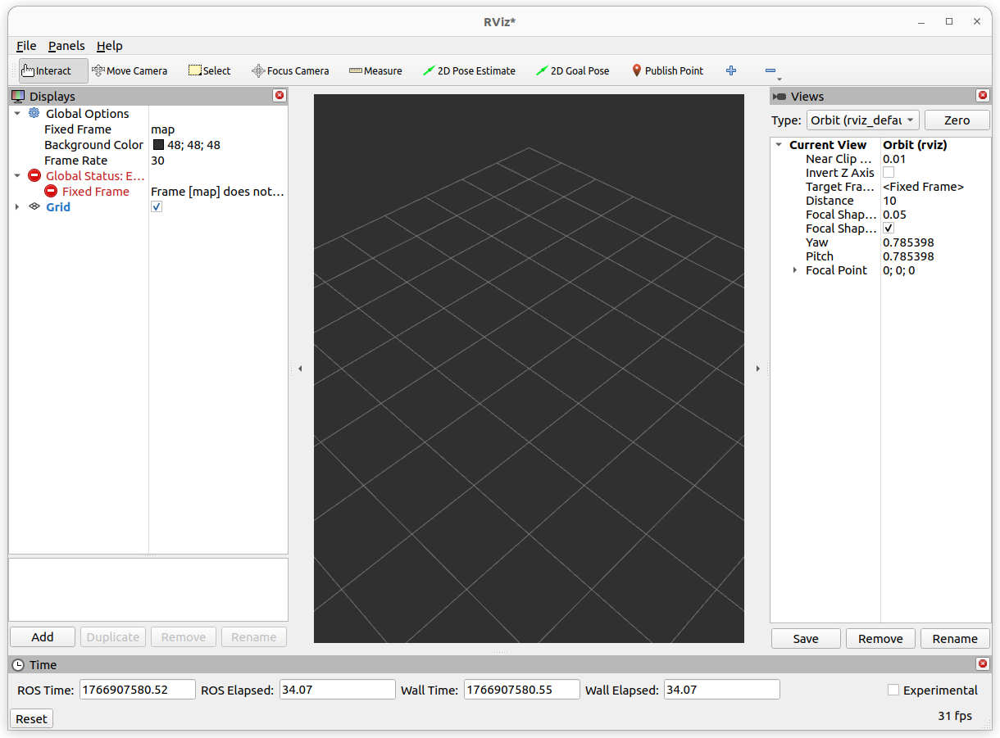 RViz*
File Panels Help
Interact Move Camera Select Focus Camera Measure 2D Pose Estimate 2D Goal Pose Publish Point
Displays
Global Options
Fixed Frame map
Background Color 48; 48; 48
Frame Rate 30
Global Status: E...
Fixed Frame Frame [map] does not...
Grid
Add Duplicate Remove Rename
Views
Type: Orbit (rviz_defau Zero
Current View Orbit (rviz)
Near Clip ... 0.01
Invert Z Axis
Target Fra... <Fixed Frame>
Distance 10
Focal Shap... 0.05
Focal Shap...
Yaw 0.785398
Pitch 0.785398
Focal Point 0; 0; 0
Save Remove Rename
Time
ROS Time: 1766907580.52 ROS Elapsed: 34.07 Wall Time: 1766907580.55 Wall Elapsed: 34.07 Experimental
Reset 31 fps